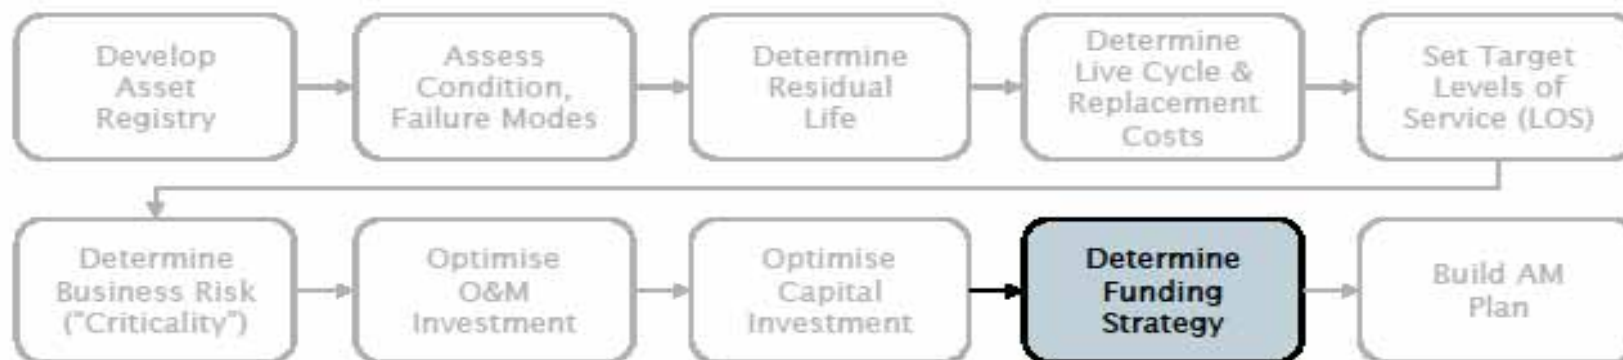 Develop
Asset
Registry
Assess
Condition,
Failure Modes
Determine
Residual
Life
Determine
Live Cycle &
Replacement
Costs
Set Target
Levels of
Service (LOS)
Determine
Business Risk
("Criticality")
Optimise
O&M
Investment
Optimise
Capital
Investment
Determine
Funding
Strategy
Build AM
Plan